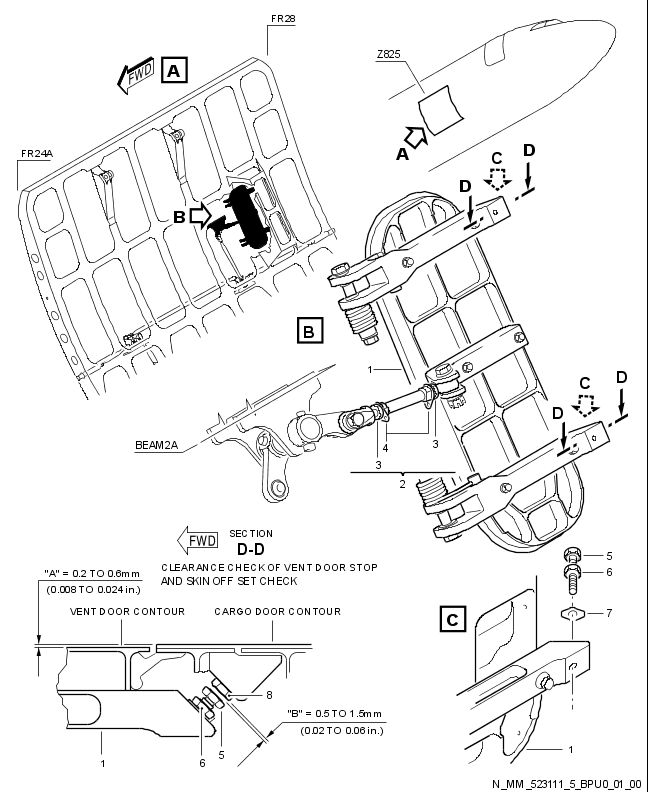 FR28
FWD
A
Z825
FR24A
A
B
C
D
D
B
1
C
D
D
BEAM2A
4
3
3
2
FWD
SECTION
D-D
CLEARANCE CHECK OF VENT DOOR STOP
AND SKIN OFF SET CHECK
"A" = 0.2 TO 0.6mm
(0.008 TO 0.024 in.)
VENT DOOR CONTOUR
CARGO DOOR CONTOUR
5
6
7
C
8
"B" = 0.5 TO 1.5mm
(0.02 TO 0.06 in.)
1
6
5
1
N_MM_523111_5_BPU0_01_00